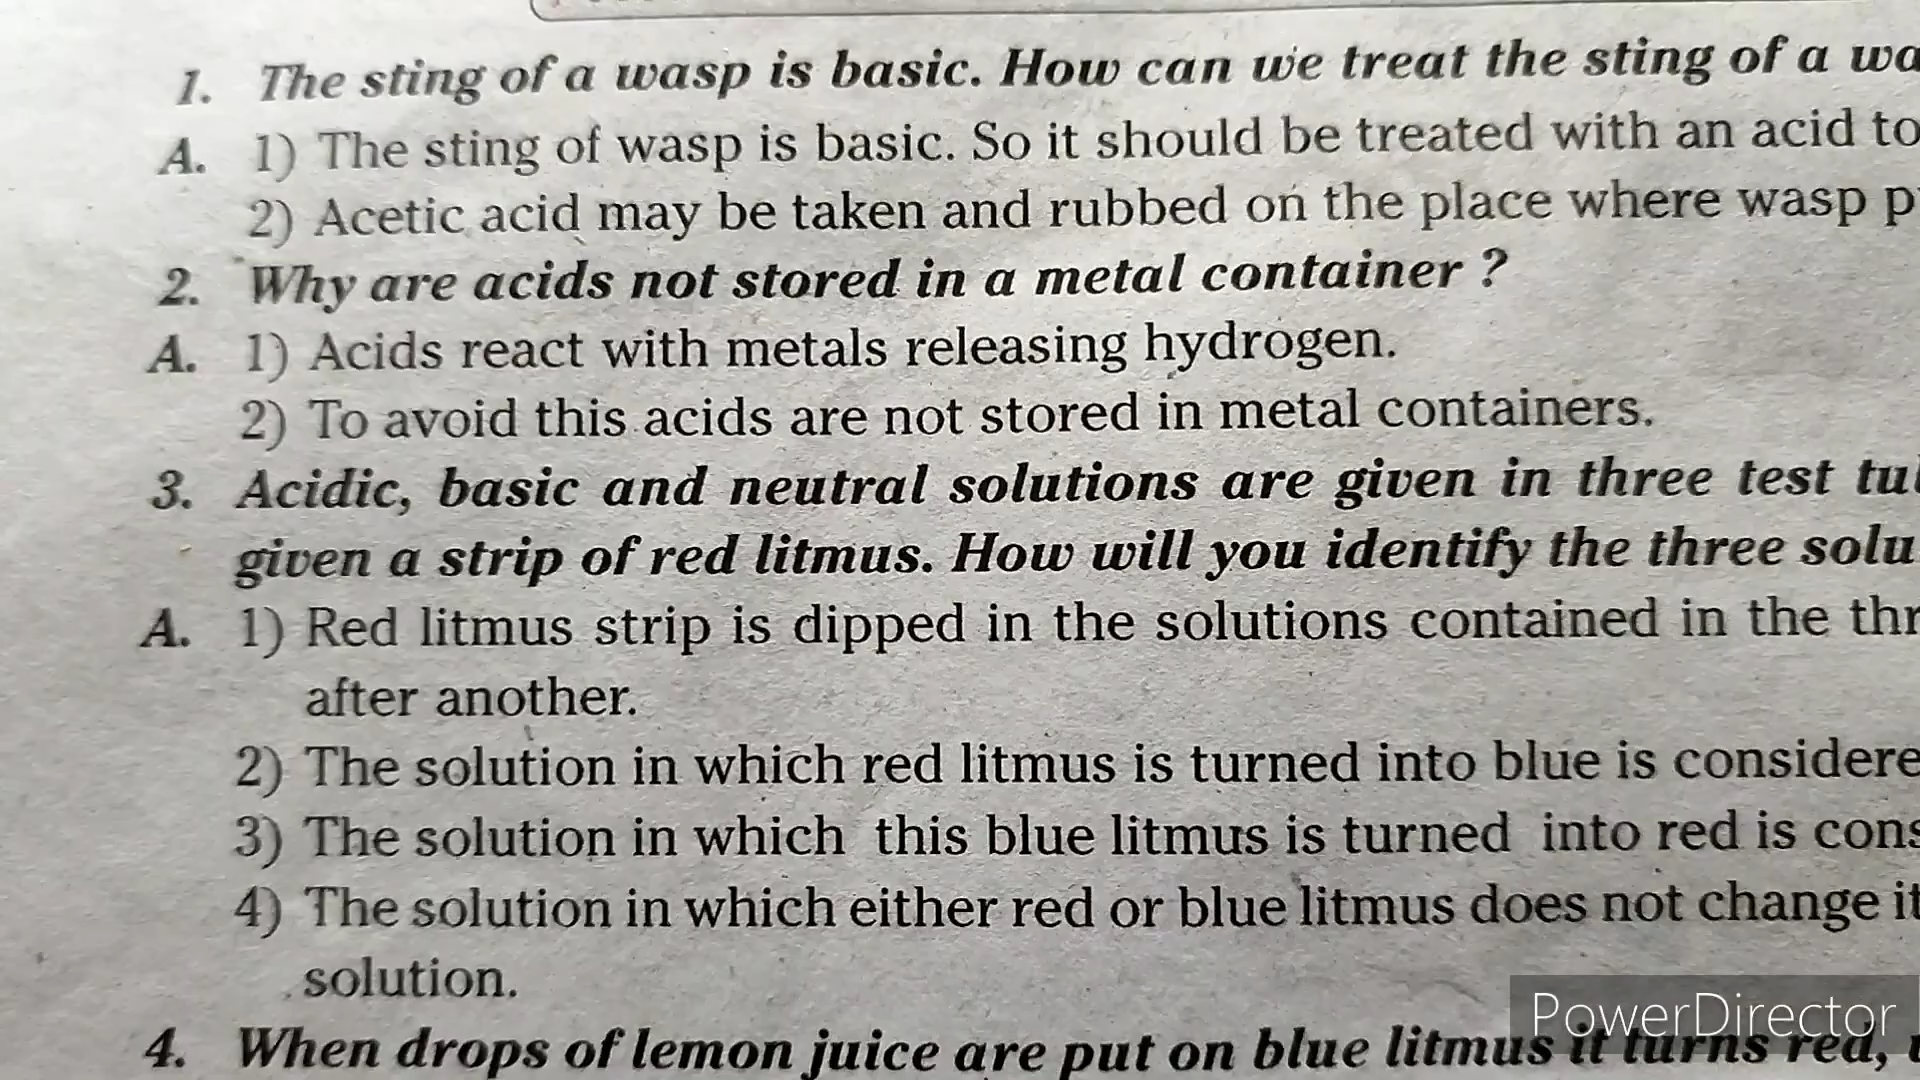 1. The sting of a wasp is basic. How can we treat the sting of a
A. 1) The sting of wasp is basic. So it should be treated with an acid to
2) Acetic acid may be taken and rubbed on the place where wasp
2. Why are acids not stored in a metal container ?
A. 1) Acids react with metals releasing hydrogen.
2) To avoid this acids are not stored in metal containers.
3. Acidic, basic and neutral solutions are given in three test
given a strip of red litmus. How will you identify the three
A. 1) Red litmus strip is dipped in the solutions contained in the
after another.
2) The solution in which red litmus is turned into blue is
3) The solution in which this blue litmus is turned into red is
4) The solution in which either red or blue litmus does not change
solution.
4. When drops of lemon juice are put on blue litmus it turns red,
PowerDirector